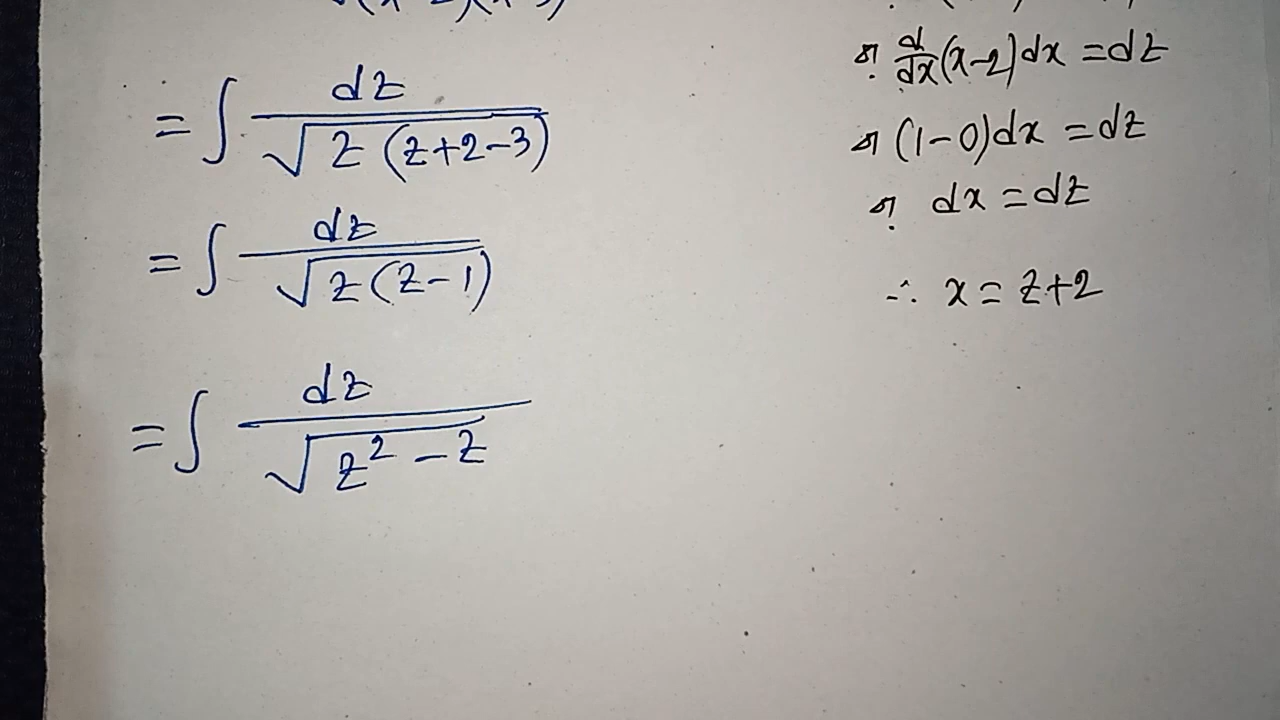 = ∫ dz / √z(z+2-3)
= ∫ dz / √z(z-1)
= ∫ dz / √z² - z
বা, d/dx (x-2) dx = dz
বা, (1-0) dx = dz
বা, dx = dz
∴ x = z+2